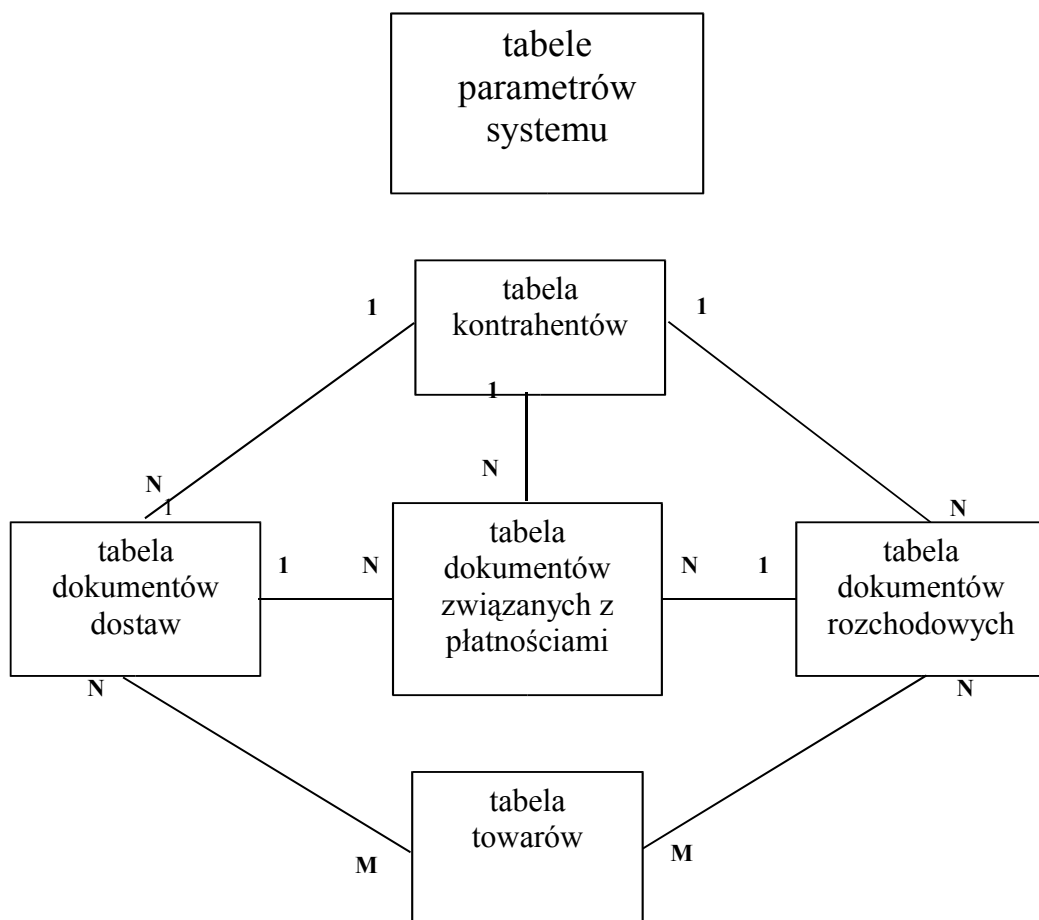 tabele
parametrów
systemu
tabela
kontrahentów
1
1
1
N
N
1
N
tabela
dokumentów
dostaw
1
N
tabela
dokumentów
związanych z
płatnościami
N
1
tabela
dokumentów
rozchodowych
N
N
tabela
towarów
M
M